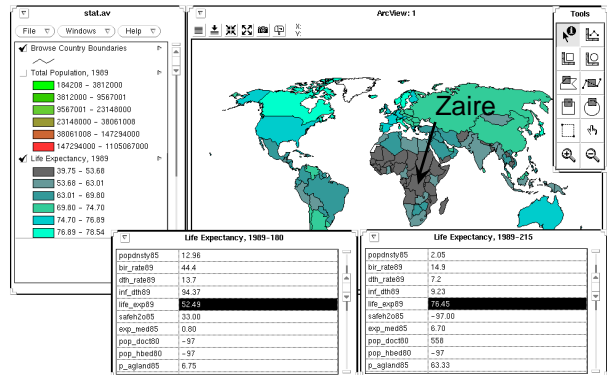 stat.av
File Windows Help
Browse Country Boundaries
Total Population, 1989
184208 - 3812000
3812000 - 9567001
9567001 - 23148000
23148000 - 38061008
38061008 - 147294000
147294000 - 1105067000
Life Expectancy, 1989
39.75 - 53.68
53.68 - 63.01
63.01 - 69.80
69.80 - 74.70
74.70 - 76.89
76.89 - 78.54
ArcView: 1
X:
Y:
Zaire
Tools
Life Expectancy, 1989-180
popdnsty85 12.96
bir_rate89 44.4
dth_rate89 13.7
inf_dth89 94.37
life_exp89 52.49
safeh2o85 33.00
exp_med85 0.80
pop_doct80 -97
pop_hbed80 -97
p_agland85 6.75
Life Expectancy, 1989-215
popdnsty85 2.05
bir_rate89 14.9
dth_rate89 7.2
inf_dth89 9.23
life_exp89 76.45
safeh2o85 -97.00
exp_med85 6.70
pop_doct80 558
pop_hbed80 -97
p_agland85 63.33